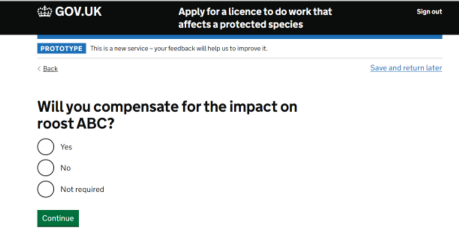 GOV.UK
Apply for a licence to do work that
affects a protected species
Sign out
PROTOTYPE This is a new service – your feedback will help us to improve it.
< Back
Save and return later
Will you compensate for the impact on
roost ABC?
Yes
No
Not required
Continue